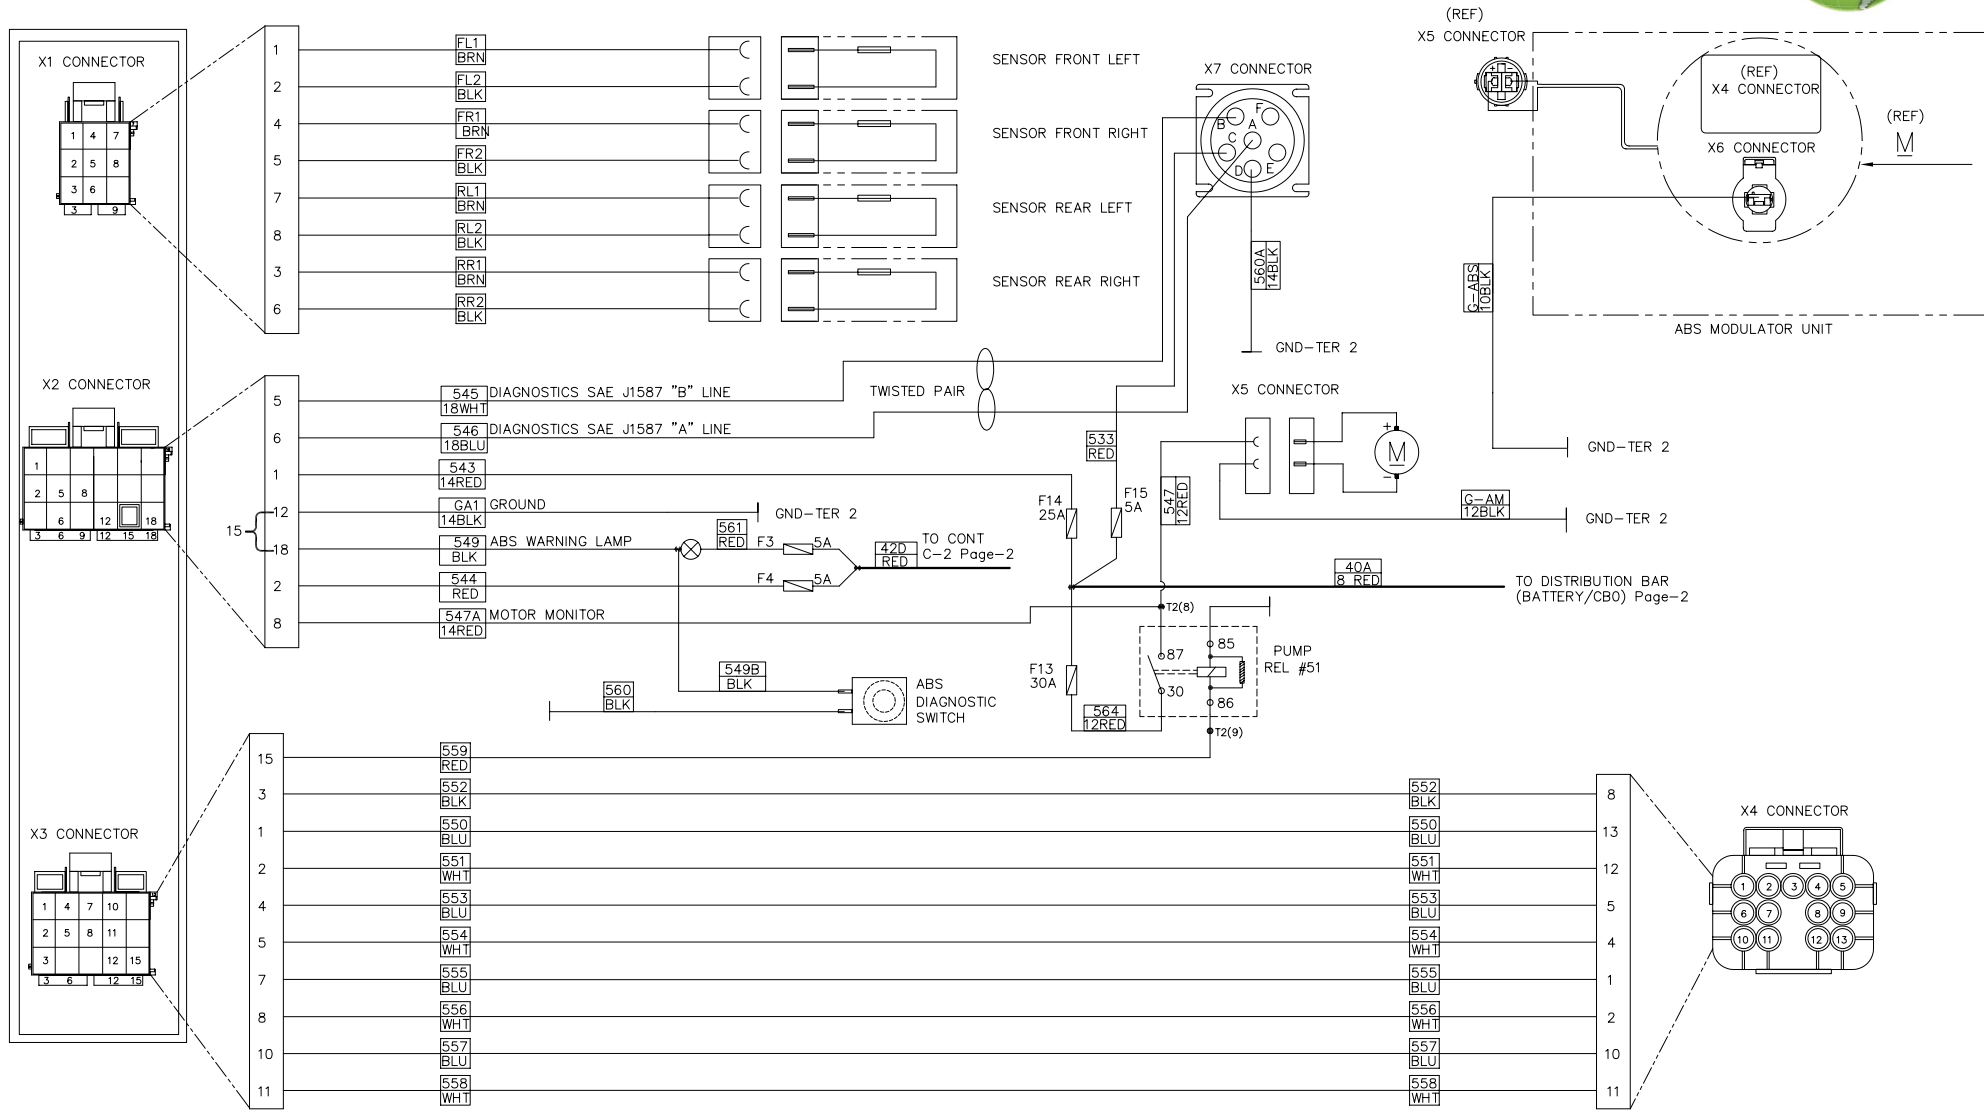 X1 CONNECTOR
1 4 7
2 5 8
3 6
3 9
1 FL1 BRN
2 FL2 BLK
SENSOR FRONT LEFT
4 FR1 BRN
5 FR2 BLK
SENSOR FRONT RIGHT
7 RL1 BRN
8 RL2 BLK
SENSOR REAR LEFT
3 RR1 BRN
6 RR2 BLK
SENSOR REAR RIGHT
X7 CONNECTOR
B F A C D E
560A 14BLK
GND-TER 2
(REF)
X5 CONNECTOR
+ -
(REF)
X4 CONNECTOR
X6 CONNECTOR
(REF)
M
G-ABS 10BLK
ABS MODULATOR UNIT
GND-TER 2
X2 CONNECTOR
1
2 5 8
6 12 18
3 6 9 12 15 18
5 545 18WHT DIAGNOSTICS SAE J1587 "B" LINE
6 546 18BLU DIAGNOSTICS SAE J1587 "A" LINE
TWISTED PAIR
1 543 14RED
12 GA1 14BLK GROUND
GND-TER 2
15
18 549 BLK ABS WARNING LAMP
561 RED F3 5A
2 544 RED
F4 5A
42D RED
TO CONT
C-2 Page-2
8 547A 14RED MOTOR MONITOR
533 RED
F14 25A
F15 5A
547 12RED
X5 CONNECTOR
+
M
-
G-AM 12BLK
GND-TER 2
40A 8 RED
TO DISTRIBUTION BAR
(BATTERY/CB0) Page-2
T2(8)
87 85
30 86
PUMP
REL #51
T2(9)
F13 30A
564 12RED
549B BLK
560 BLK
ABS
DIAGNOSTIC
SWITCH
X3 CONNECTOR
1 4 7 10
2 5 8 11
3 12 15
3 6 12 15
15 559 RED
3 552 BLK 552 BLK 8
1 550 BLU 550 BLU 13
2 551 WHT 551 WHT 12
4 553 BLU 553 BLU 5
5 554 WHT 554 WHT 4
7 555 BLU 555 BLU 1
8 556 WHT 556 WHT 2
10 557 BLU 557 BLU 10
11 558 WHT 558 WHT 11
X4 CONNECTOR
1 2 3 4 5
6 7 8 9
10 11 12 13